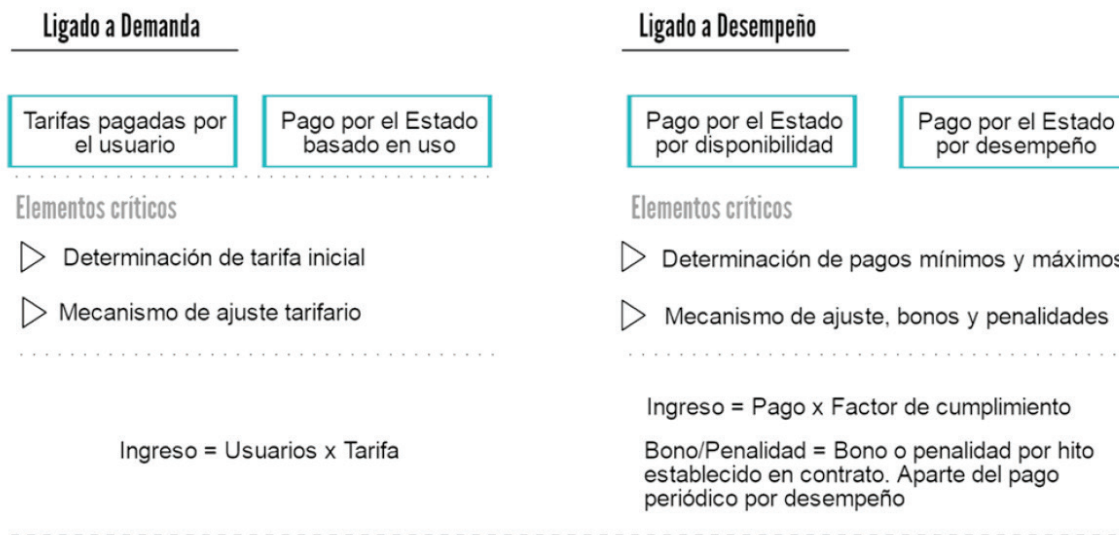 Ligado a Demanda
Tarifas pagadas por
el usuario
Pago por el Estado
basado en uso
Elementos críticos
Determinación de tarifa inicial
Mecanismo de ajuste tarifario
Ingreso = Usuarios x Tarifa
Ligado a Desempeño
Pago por el Estado
por disponibilidad
Pago por el Estado
por desempeño
Elementos críticos
Determinación de pagos mínimos y máximos
Mecanismo de ajuste, bonos y penalidades
Ingreso = Pago x Factor de cumplimiento
Bono/Penalidad = Bono o penalidad por hito
establecido en contrato. Aparte del pago
periódico por desempeño